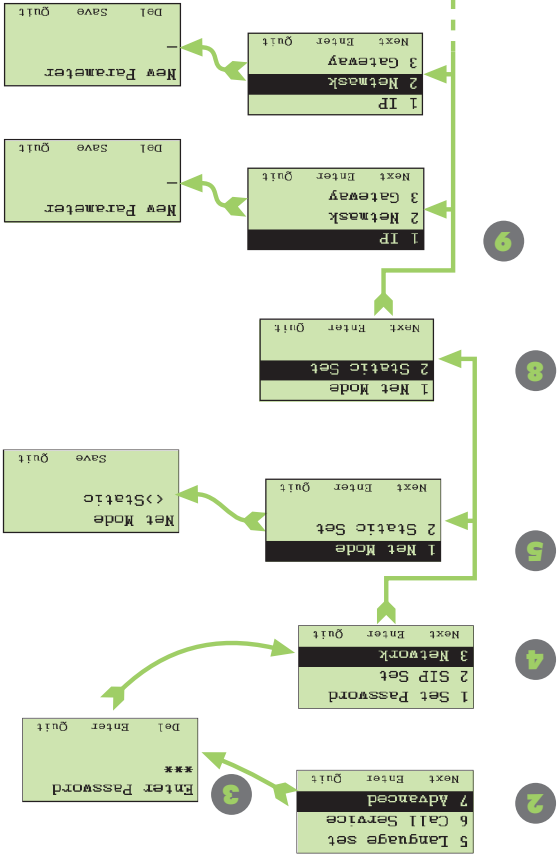 2
5 Language set
6 Call Service
7 Advanced
Next Enter Quit
3
Enter Password
***
Del Enter Quit
4
1 Set Password
2 SIP Set
3 Network
Next Enter Quit
5
1 Net Mode
2 Static Set
Next Enter Quit
Net Mode
<>Static
Save Quit
8
1 Net Mode
2 Static Set
Next Enter Quit
9
1 IP
2 Netmask
3 Gateway
Next Enter Quit
New Parameter
_
Del Save Quit
1 IP
2 Netmask
3 Gateway
Next Enter Quit
New Parameter
_
Del Save Quit